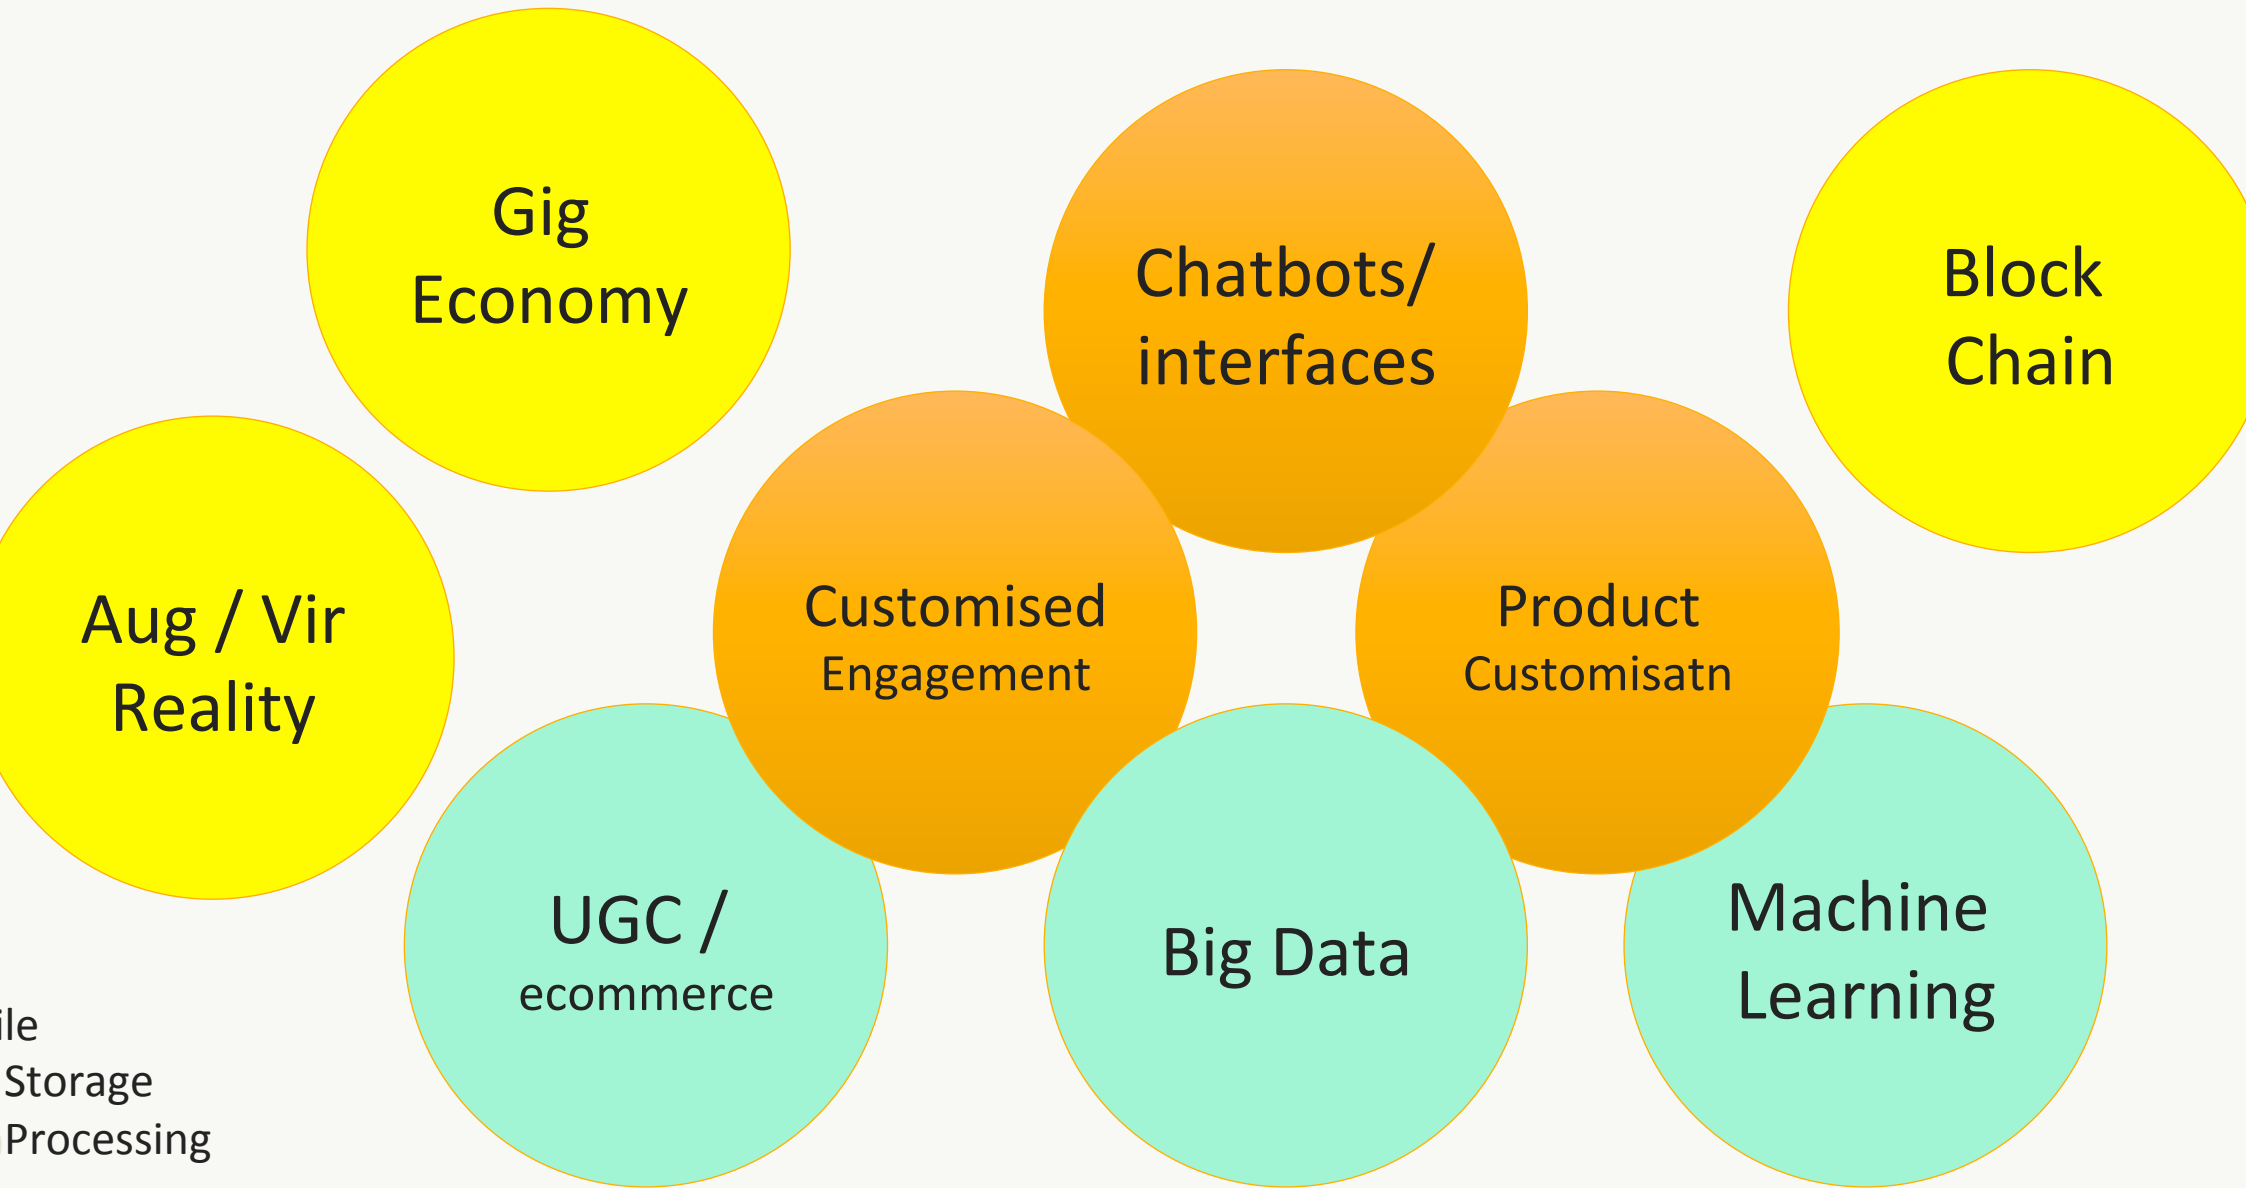 Gig
Economy
Chatbots/
interfaces
Block
Chain
Aug / Vir
Reality
Customised
Engagement
Product
Customisatn
UGC /
ecommerce
Big Data
Machine
Learning
Storage
Processing